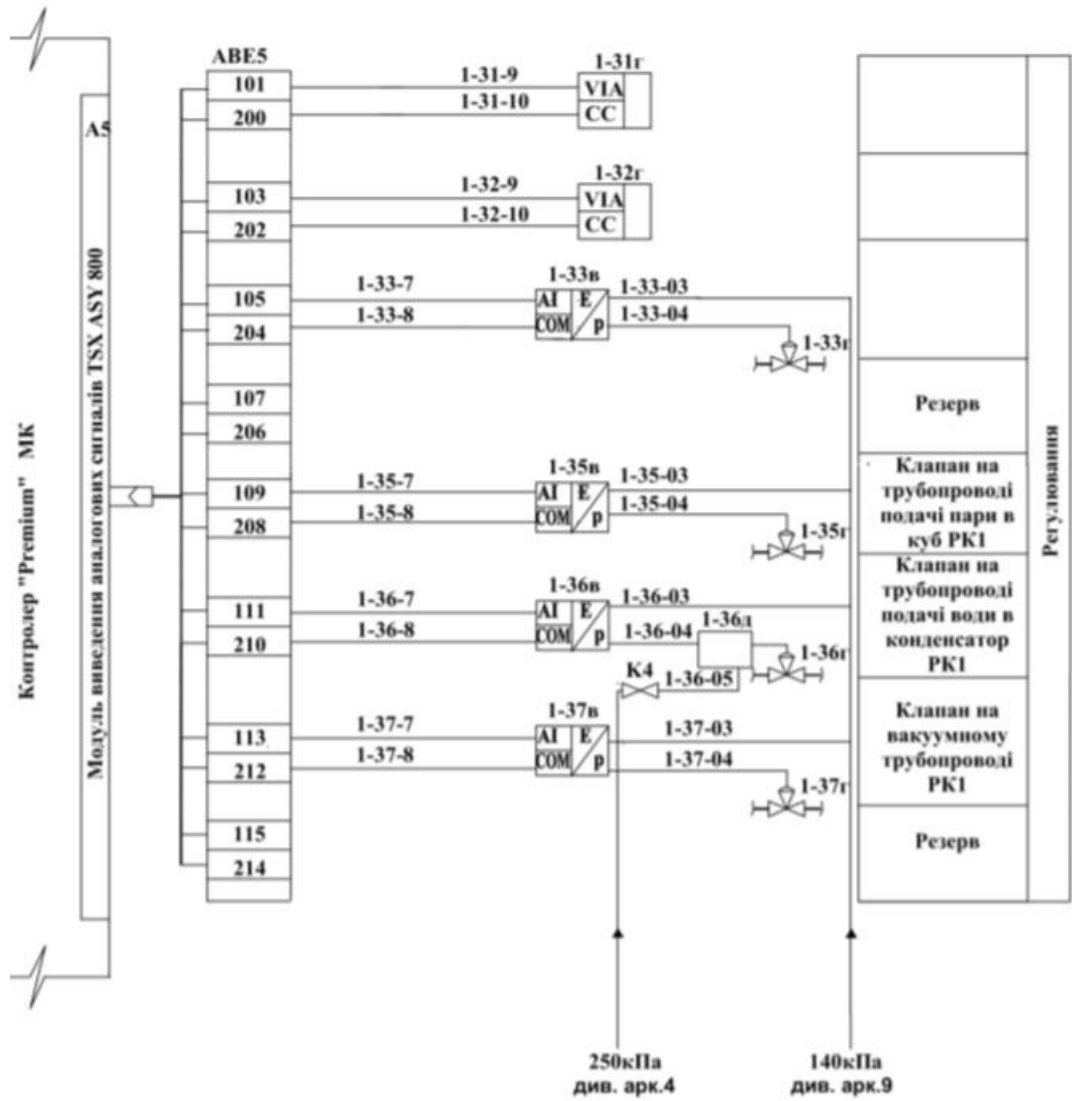 ABE5
1-31г
101
1-31-9
VIA
200
1-31-10
CC
A5
1-32г
103
1-32-9
VIA
202
1-32-10
CC
1-33в
105
1-33-7
AI
E
1-33-03
204
1-33-8
COM
p
1-33-04
1-33г
107
206
Резерв
1-35в
109
1-35-7
AI
E
1-35-03
208
1-35-8
COM
p
1-35-04
1-35г
Клапан на
трубопроводі
подачі пари в
куб РК1
1-36в
111
1-36-7
AI
E
1-36-03
210
1-36-8
COM
p
1-36-04
1-36д
1-36г
К4
1-36-05
Клапан на
трубопроводі
подачі води в
конденсатор
РК1
1-37в
113
1-37-7
AI
E
1-37-03
212
1-37-8
COM
p
1-37-04
1-37г
Клапан на
вакуумному
трубопроводі
РК1
115
214
Резерв
Регулювання
Контролер "Premium" МК
Модуль виведення аналогових сигналів TSX ASY 800
250кПа
див. арк.4
140кПа
див. арк.9